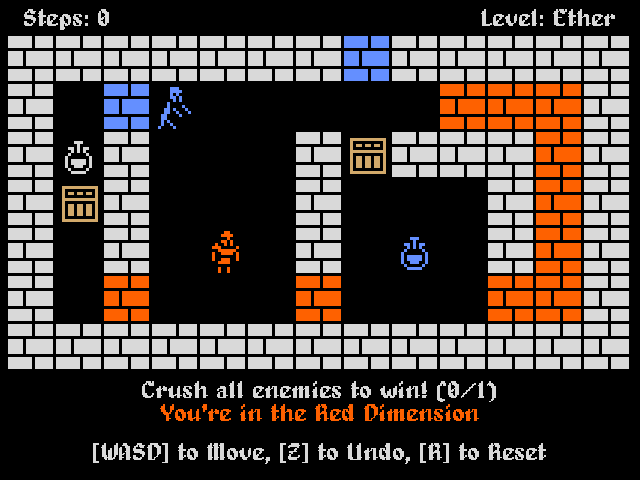 Steps: 0
Level: Ether
Crush all enemies to win! (0/1)
You're in the Red Dimension
[WASD] to Move, [Z] to Undo, [R] to Reset